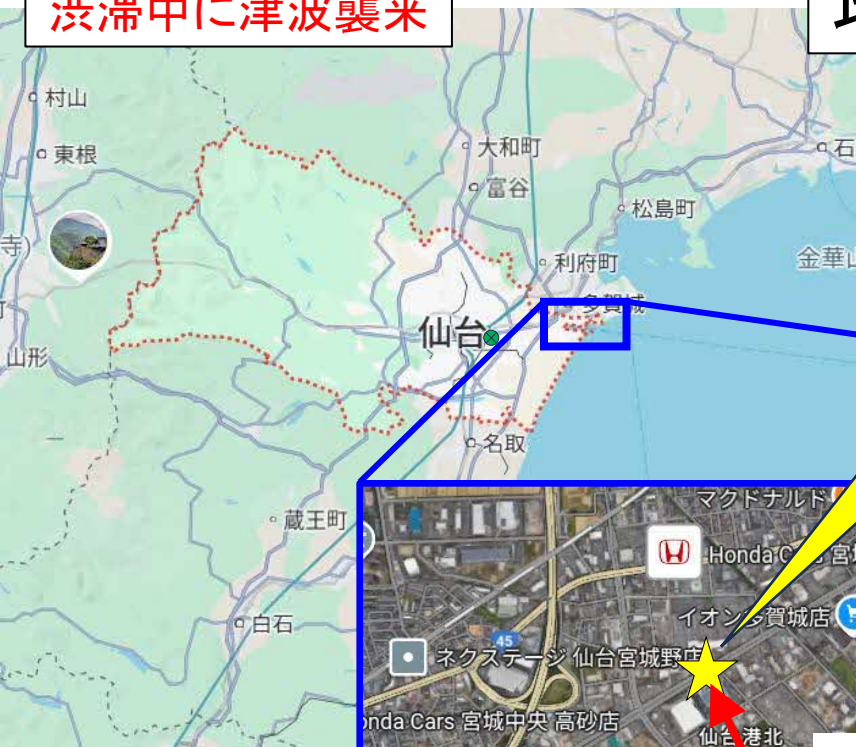 渋滞中に津波襲来
村山
東根
大和町
富谷
石
松島町
寺)
利府町
金華山
多賀城
仙台
山形
名取
蔵王町
白石
マクドナルド
Honda C
宮城
イオン多賀城店
45
ネクステージ 仙台宮城野店
onda Cars 宮城中央 高砂店
仙台港北